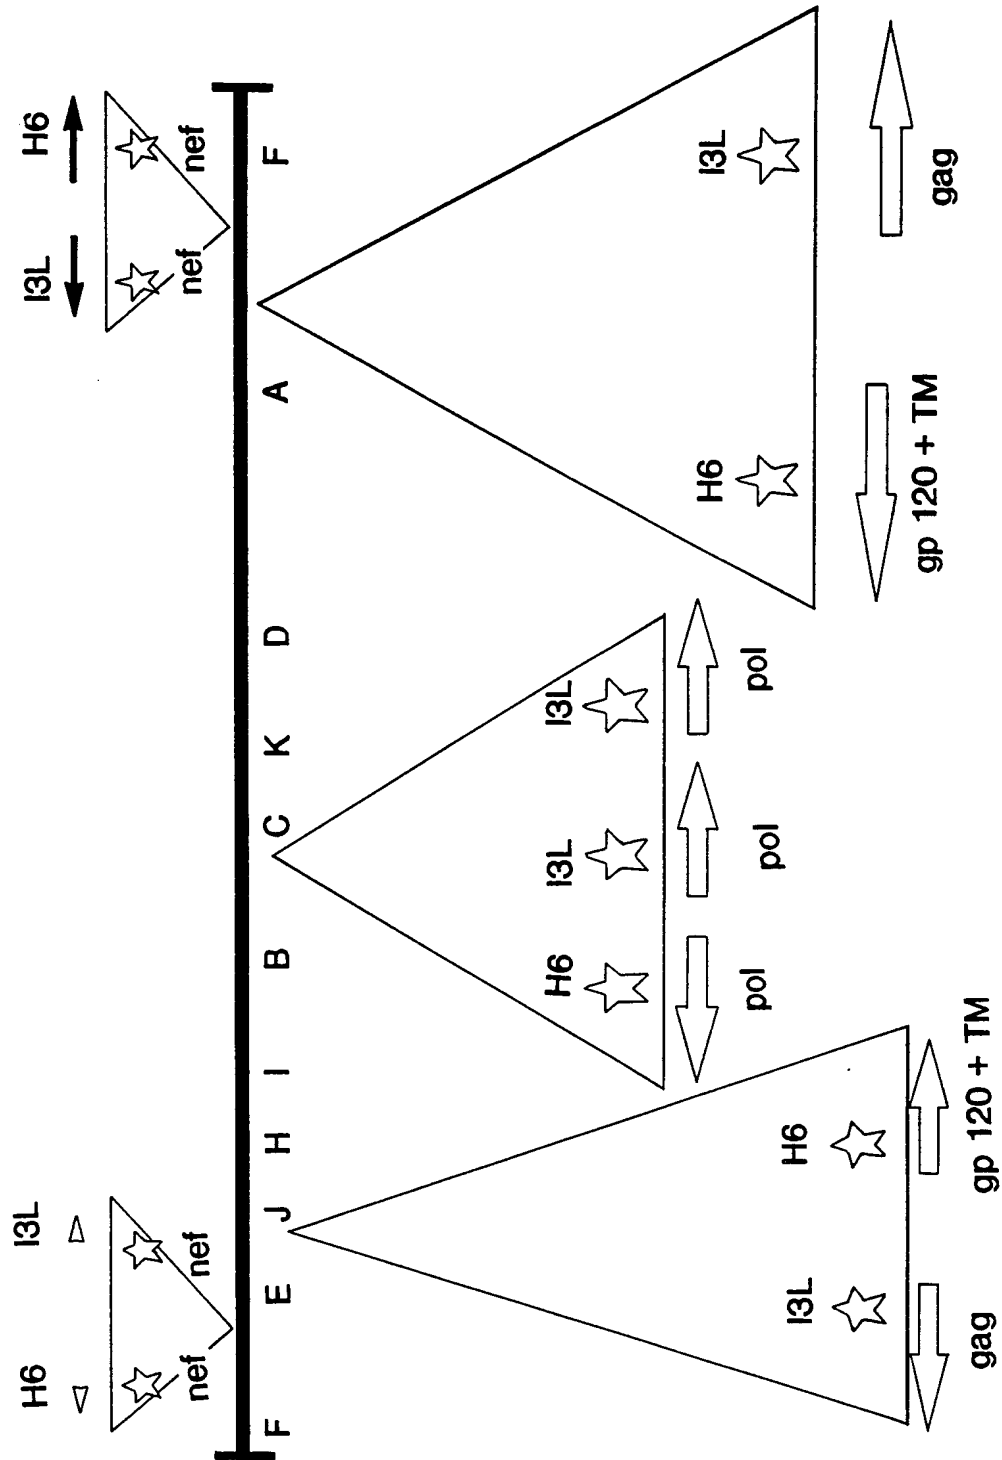 H6 I3L I3L H6
nef nef nef nef
F E J H I B C K D A F
H6 I3L I3L
pol pol pol
H6 I3L
gp 120 + TM gag
I3L H6
gag gp 120 + TM